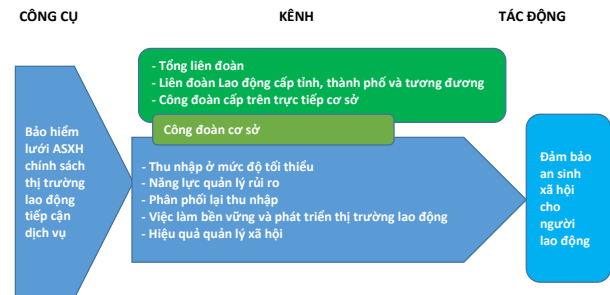 CÔNG CỤ
KÊNH
TÁC ĐỘNG
- Tổng liên đoàn
- Liên đoàn Lao động cấp tỉnh, thành phố và tương đương
- Công đoàn cấp trên trực tiếp cơ sở
Công đoàn cơ sở
Bảo hiểm
lưới ASXH
chính sách
thị trường
lao động
tiếp cận
dịch vụ
- Thu nhập ở mức độ tối thiểu
- Năng lực quản lý rủi ro
- Phân phối lại thu nhập
- Việc làm bền vững và phát triển thị trường lao động
- Hiệu quả quản lý xã hội
Đảm bảo
an sinh
xã hội
cho
người
lao động